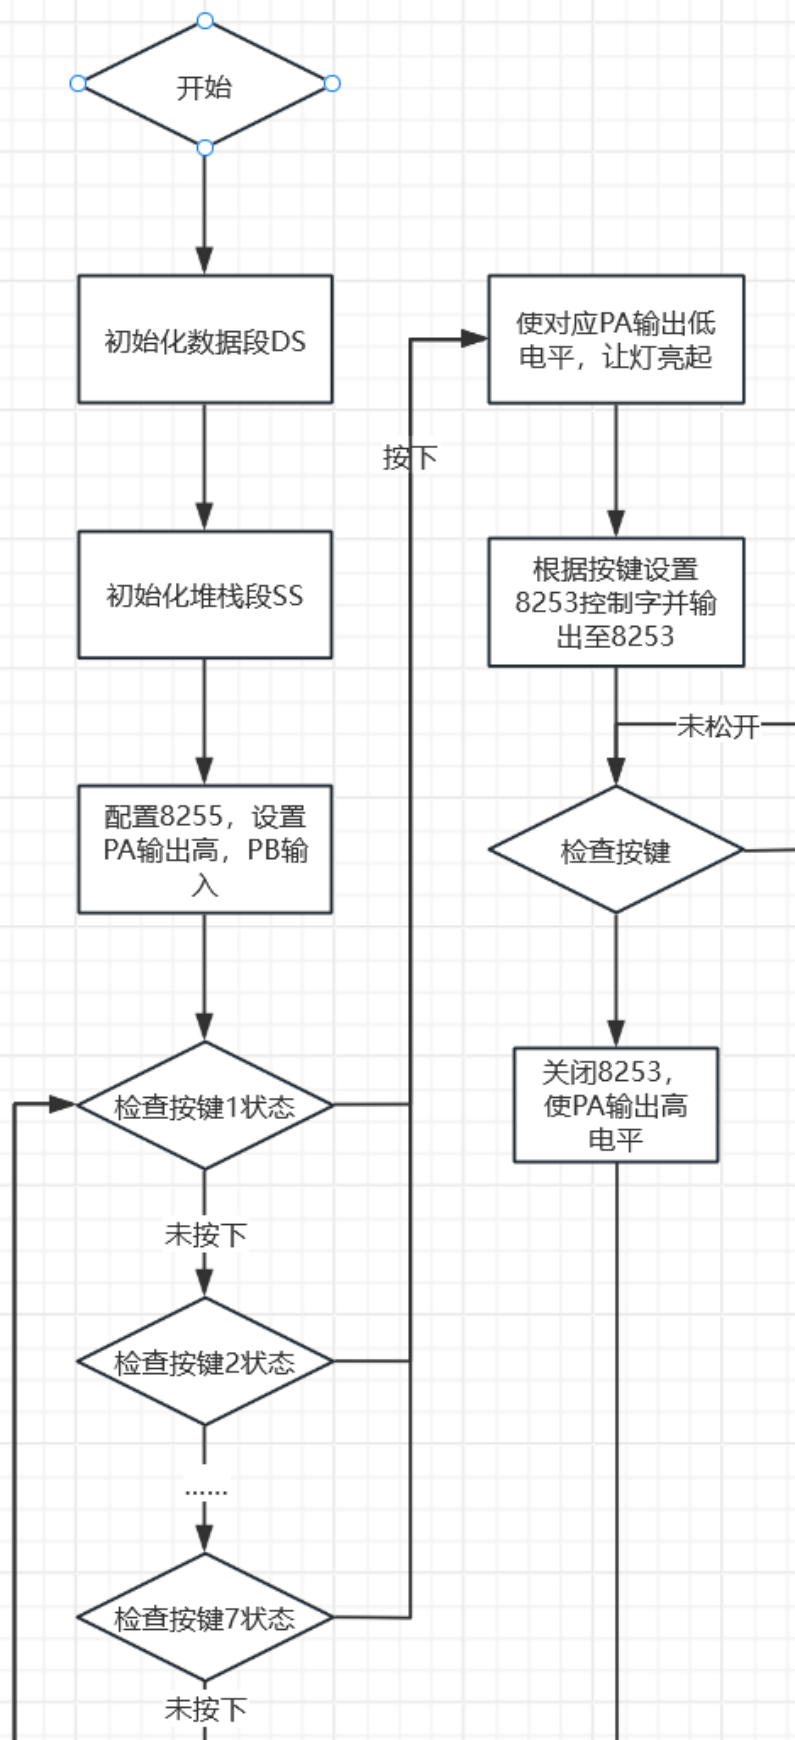 开始
初始化数据段DS
初始化堆栈段SS
配置8255，设置
PA输出高，PB输
入
检查按键1状态
未按下
检查按键2状态
......
检查按键7状态
未按下
按下
使对应PA输出低
电平，让灯亮起
根据按键设置
8253控制字并输
出至8253
未松开
检查按键
关闭8253，
使PA输出高
电平